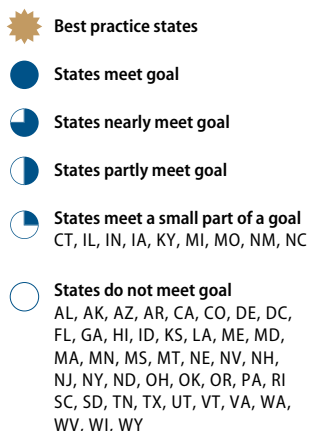 Best practice states
States meet goal
States nearly meet goal
States partly meet goal
States meet a small part of a goal
CT, IL, IN, IA, KY, MI, MO, NM, NC
States do not meet goal
AL, AK, AZ, AR, CA, CO, DE, DC,
FL, GA, HI, ID, KS, LA, ME, MD,
MA, MN, MS, MT, NE, NV, NH,
NJ, NY, ND, OH, OK, OR, PA, RI
SC, SD, TN, TX, UT, VT, VA, WA,
WV, WI, WY